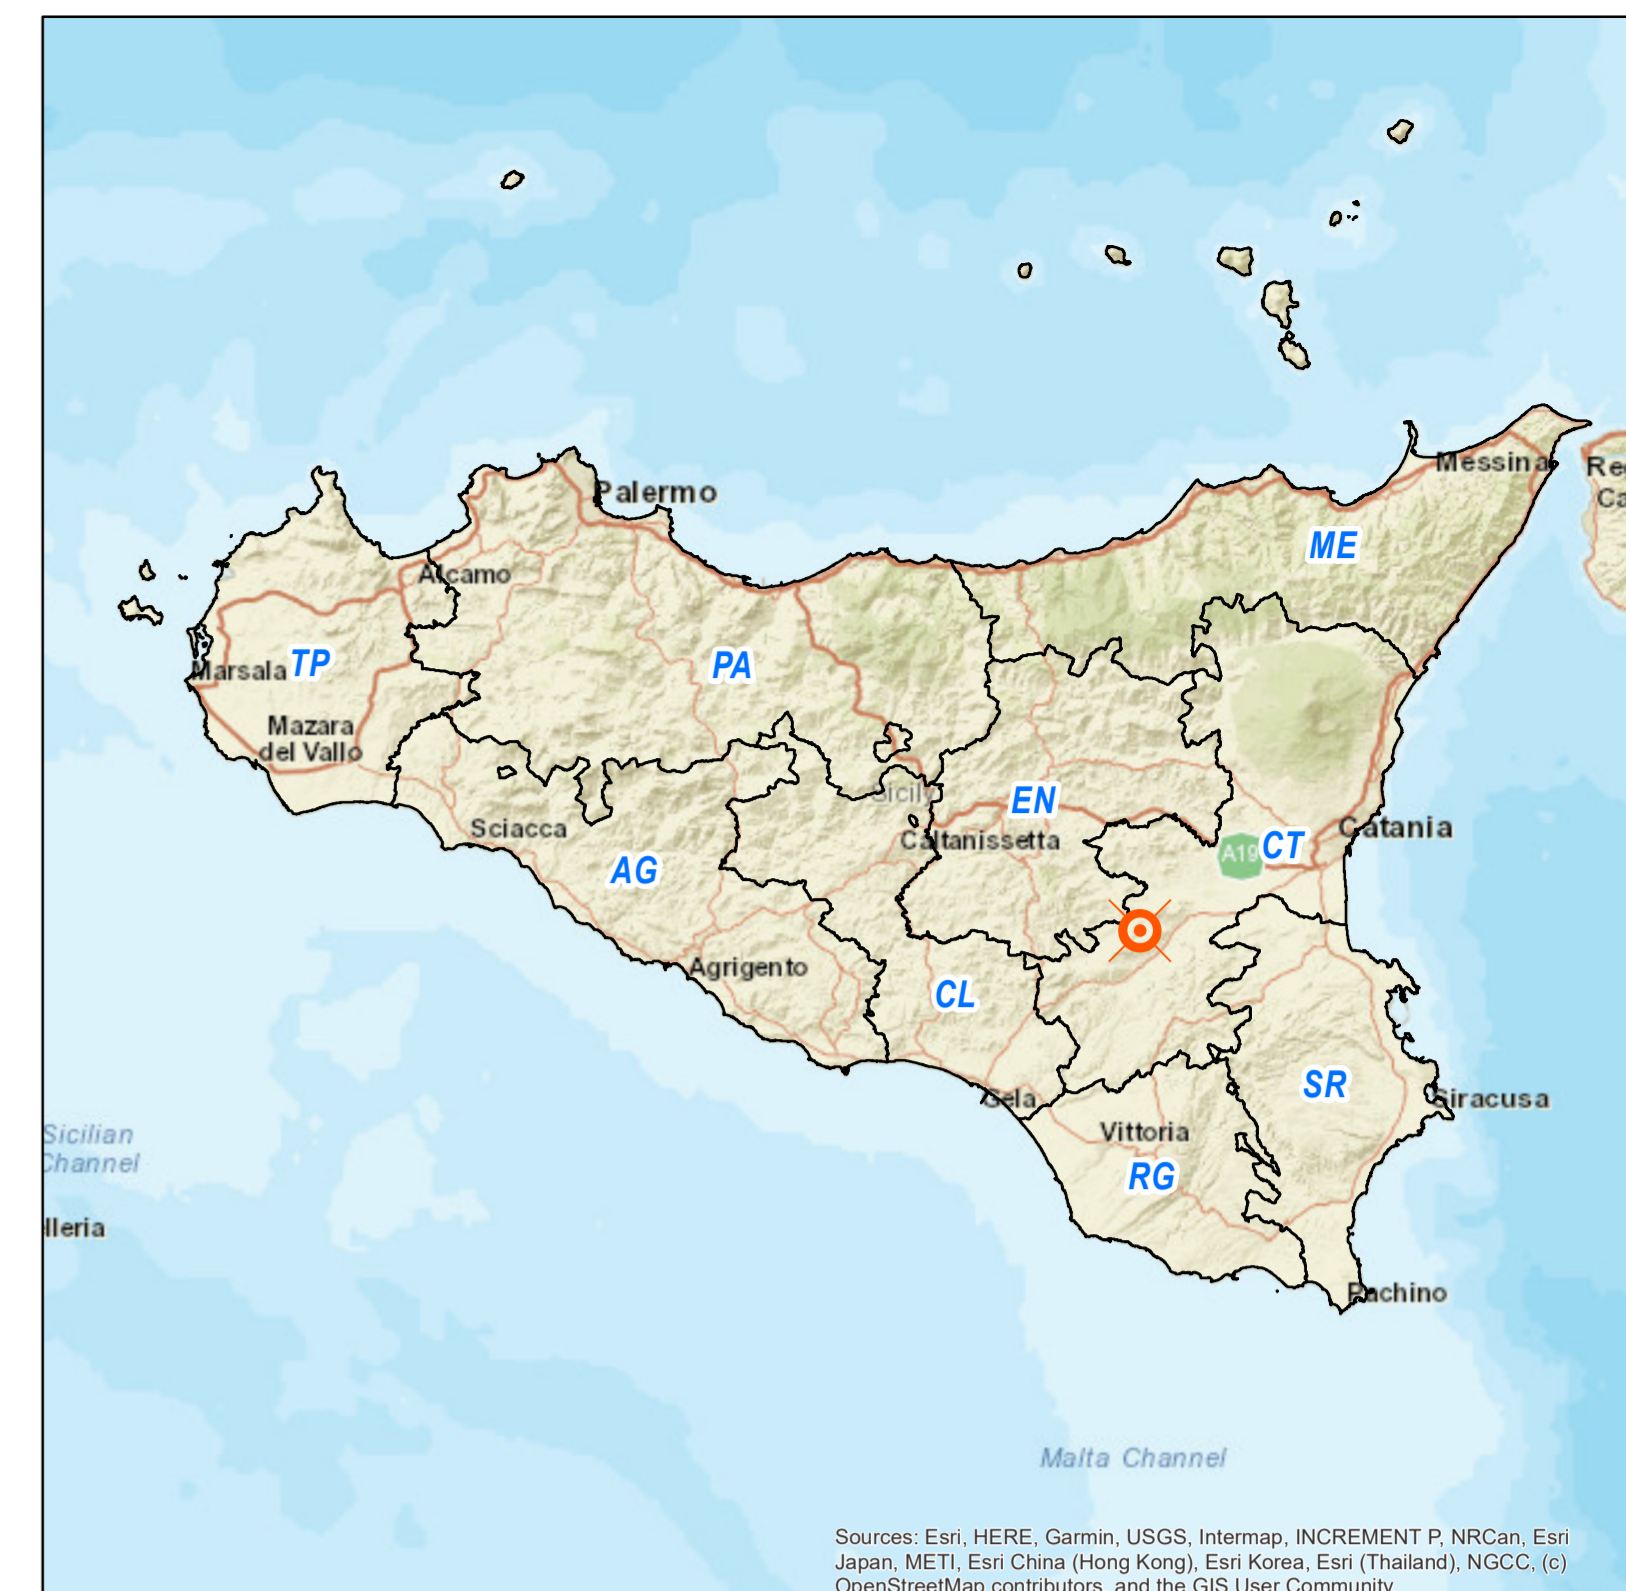 Messina
Re
Ca
Palermo
ME
Alcamo
Marsala
TP
PA
Mazara
del Vallo
Sicily
EN
Sciacca
Caltanissetta
Catania
A19
CT
AG
Agrigento
CL
SR
Gela
Siracusa
Vittoria
Sicilian
Channel
RG
lleria
Pachino
Malta Channel
Sources: Esri, HERE, Garmin, USGS, Intermap, INCREMENT P, NRCan, Esri
Japan, METI, Esri China (Hong Kong), Esri Korea, Esri (Thailand), NGCC, (c)
OpenStreetMap contributors, and the GIS User Community